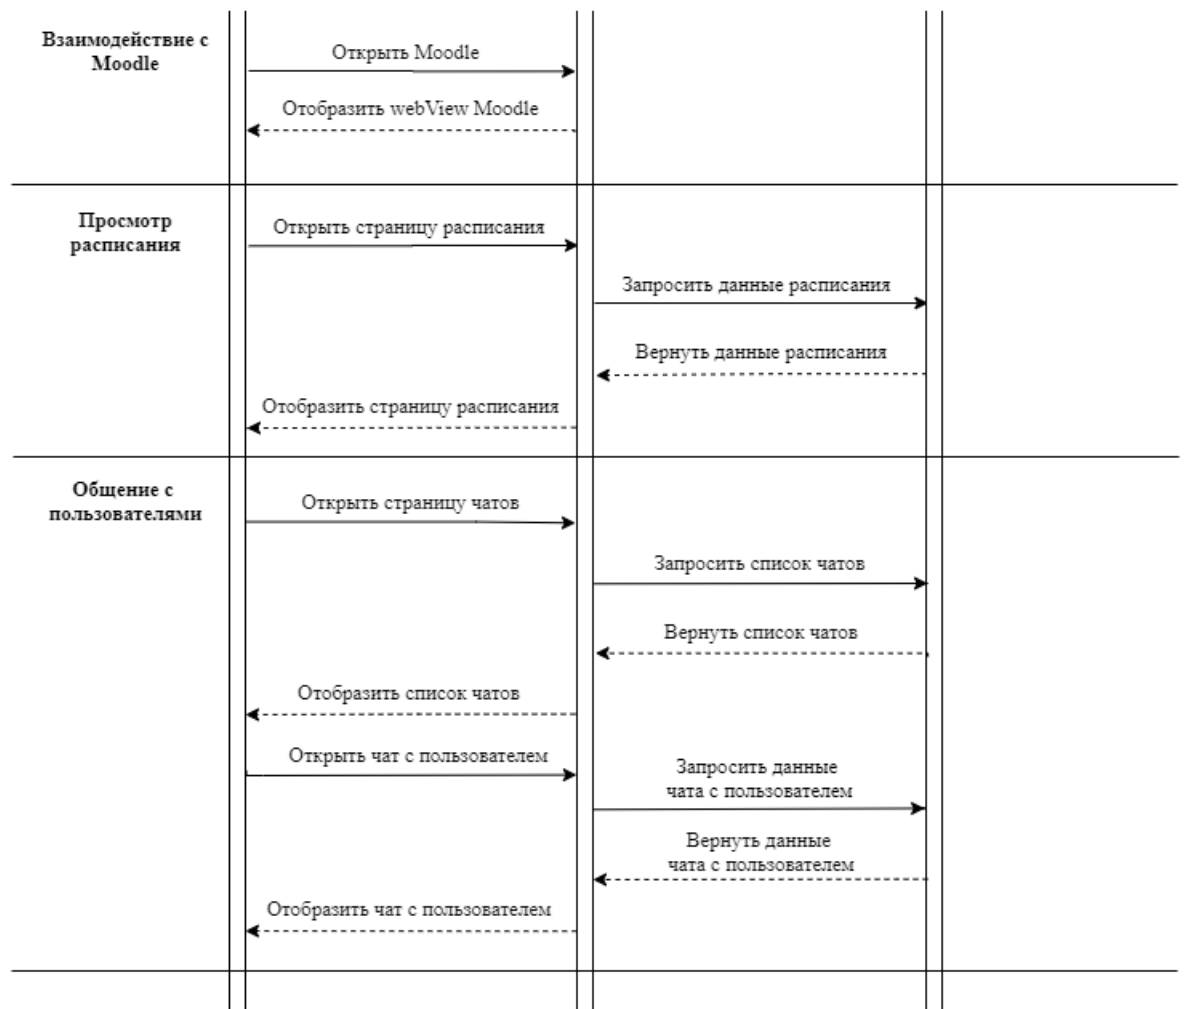 Взаимодействие с
Moodle
Открыть Moodle
Отобразить webView Moodle
Просмотр
расписания
Открыть страницу расписания
Запросить данные расписания
Вернуть данные расписания
Отобразить страницу расписания
Общение с
пользователями
Открыть страницу чатов
Запросить список чатов
Вернуть список чатов
Отобразить список чатов
Открыть чат с пользователем
Запросить данные
чата с пользователем
Вернуть данные
чата с пользователем
Отобразить чат с пользователем